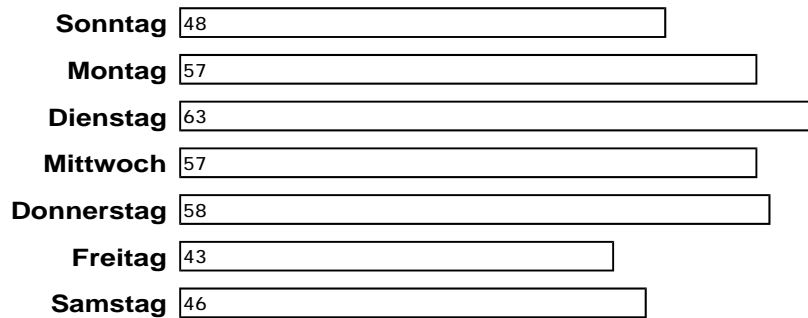 Sonntag 48
Montag 57
Dienstag 63
Mittwoch 57
Donnerstag 58
Freitag 43
Samstag 46